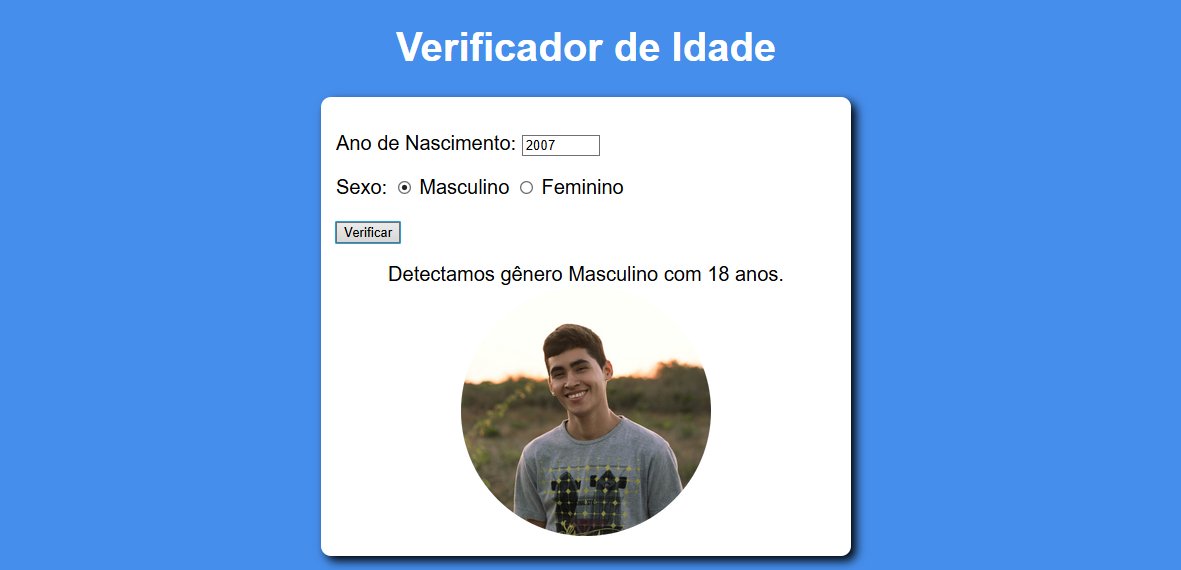 Verificador de Idade
Ano de Nascimento: 2007
Sexo: Masculino Feminino
Verificar
Detectamos gênero Masculino com 18 anos.